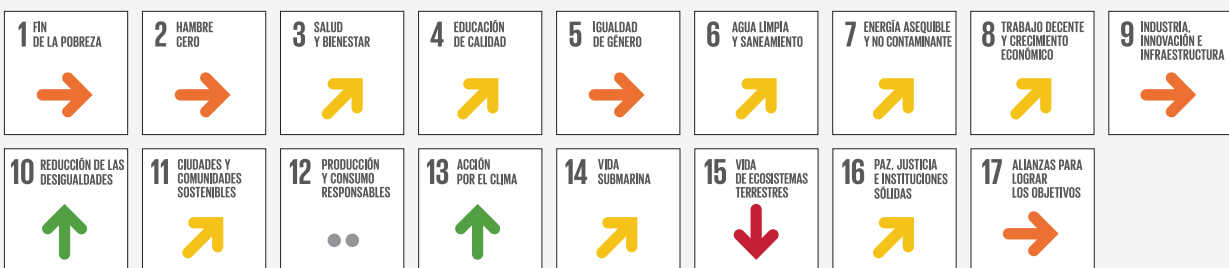 1 FIN
DE LA POBREZA
2 HAMBRE
CERO
3 SALUD
Y BIENESTAR
4 EDUCACIÓN
DE CALIDAD
5 IGUALDAD
DE GÉNERO
6 AGUA LIMPIA
Y SANEAMIENTO
7 ENERGÍA ASEQUIBLE
Y NO CONTAMINANTE
8 TRABAJO DECENTE
Y CRECIMIENTO
ECONÓMICO
9 INDUSTRIA,
INNOVACIÓN E
INFRAESTRUCTURA
10 REDUCCIÓN DE LAS
DESIGUALDADES
11 CIUDADES Y
COMUNIDADES
SOSTENIBLES
12 PRODUCCIÓN
Y CONSUMO
RESPONSABLES
13 ACCIÓN
POR EL CLIMA
14 VIDA
SUBMARINA
15 VIDA
DE ECOSISTEMAS
TERRESTRES
16 PAZ, JUSTICIA
E INSTITUCIONES
SÓLIDAS
17 ALIANZAS PARA
LOGRAR
LOS OBJETIVOS